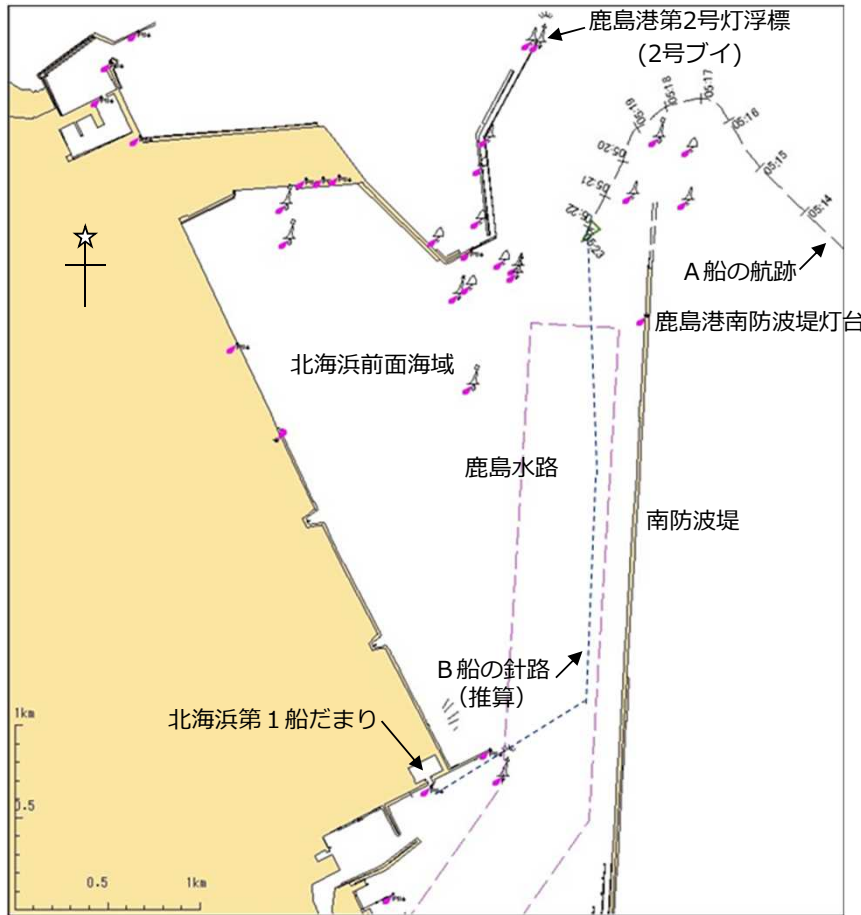 鹿島港第2号灯浮標
(2号ブイ)
05:18
05:17
05:19
05:16
05:20
05:15
05:21
05:14
05:22
A船の航跡
鹿島港南防波堤灯台
北海浜前面海域
鹿島水路
南防波堤
B船の針路
(推算)
北海浜第1船だまり
1km
0.5
0.5
1km